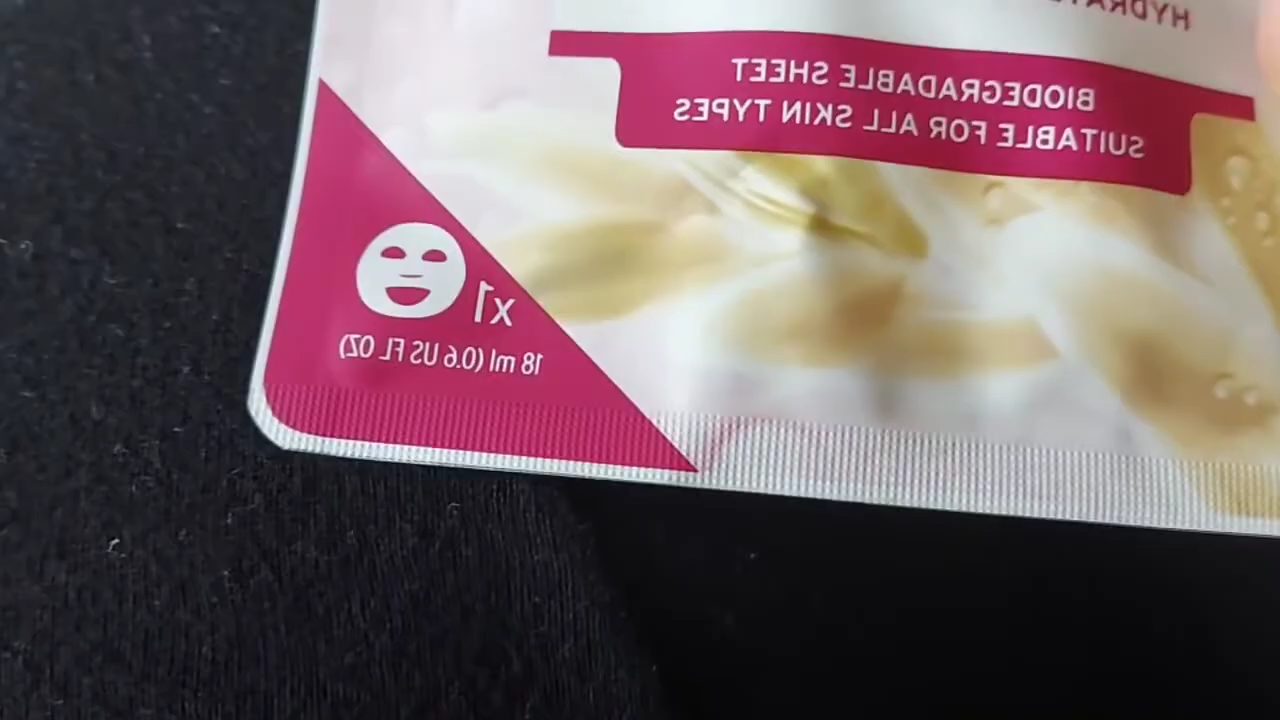 BIODEGRADABLE SHEET
SUITABLE FOR ALL SKIN TYPES
x1
18 ml (0.6 US FL OZ)